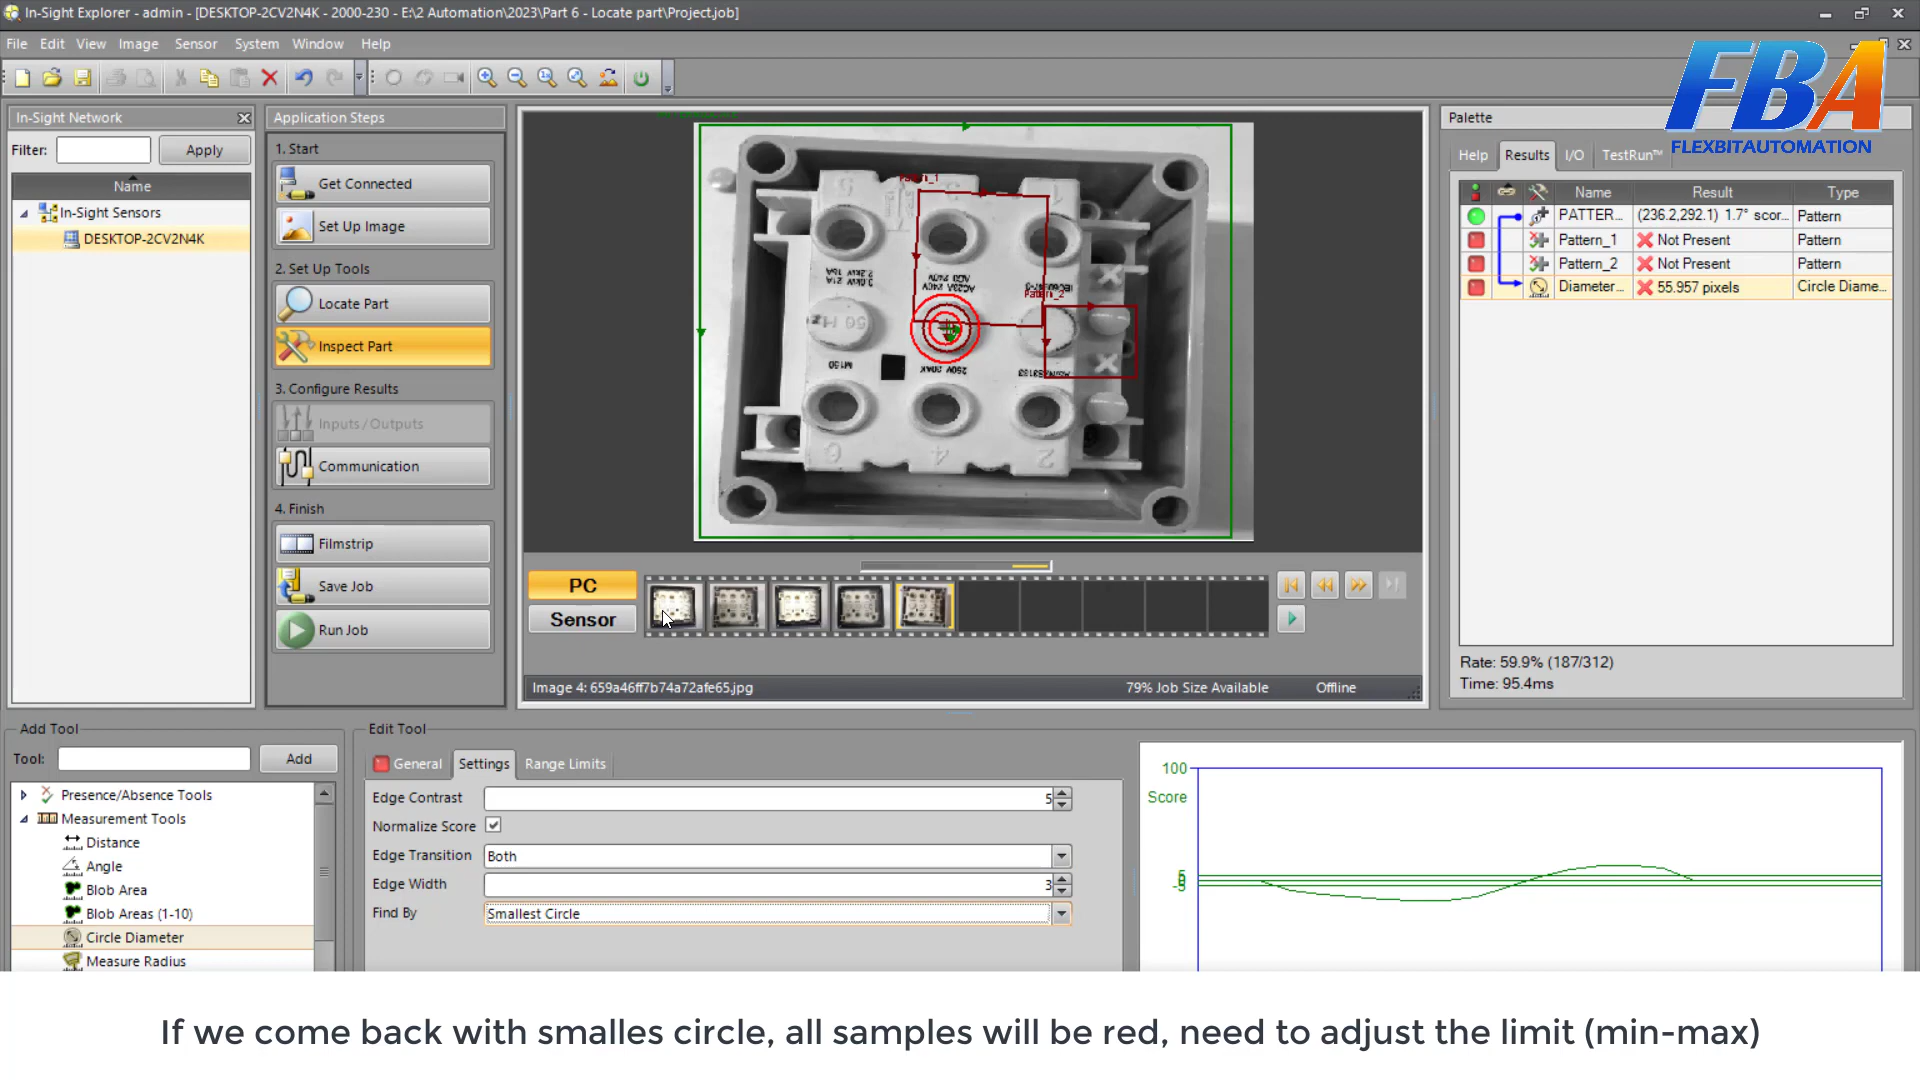 In-Sight Explorer - admin - [DESKTOP-2CV2N4K - 2000-230 - E:\2 Automation\2023\Part 6 - Locate part\Project.job]
File Edit View Image Sensor System Window Help
FBA
FLEXBITAUTOMATION
In-Sight Network
Filter:
Apply
Name
In-Sight Sensors
DESKTOP-2CV2N4K
Application Steps
1. Start
Get Connected
Set Up Image
2. Set Up Tools
Locate Part
Inspect Part
3. Configure Results
Inputs/Outputs
Communication
4. Finish
Filmstrip
Save Job
Run Job
Pattern_1
Pattern_2
PC
Sensor
Image 4: 659a46ff7b74a72afe65.jpg
79% Job Size Available
Offline
Palette
Help Results I/O TestRun™
Name Result Type
PATTER... (236.2,292.1) 1.7° scor... Pattern
Pattern_1 Not Present Pattern
Pattern_2 Not Present Pattern
Diameter... 55.957 pixels Circle Diame...
Rate: 59.9% (187/312)
Time: 95.4ms
Add Tool
Tool:
Add
Presence/Absence Tools
Measurement Tools
Distance
Angle
Blob Area
Blob Areas (1-10)
Circle Diameter
Measure Radius
Edit Tool
General Settings Range Limits
Edge Contrast 5
Normalize Score
Edge Transition Both
Edge Width 3
Find By Smallest Circle
100
Score
If we come back with smalles circle, all samples will be red, need to adjust the limit (min-max)